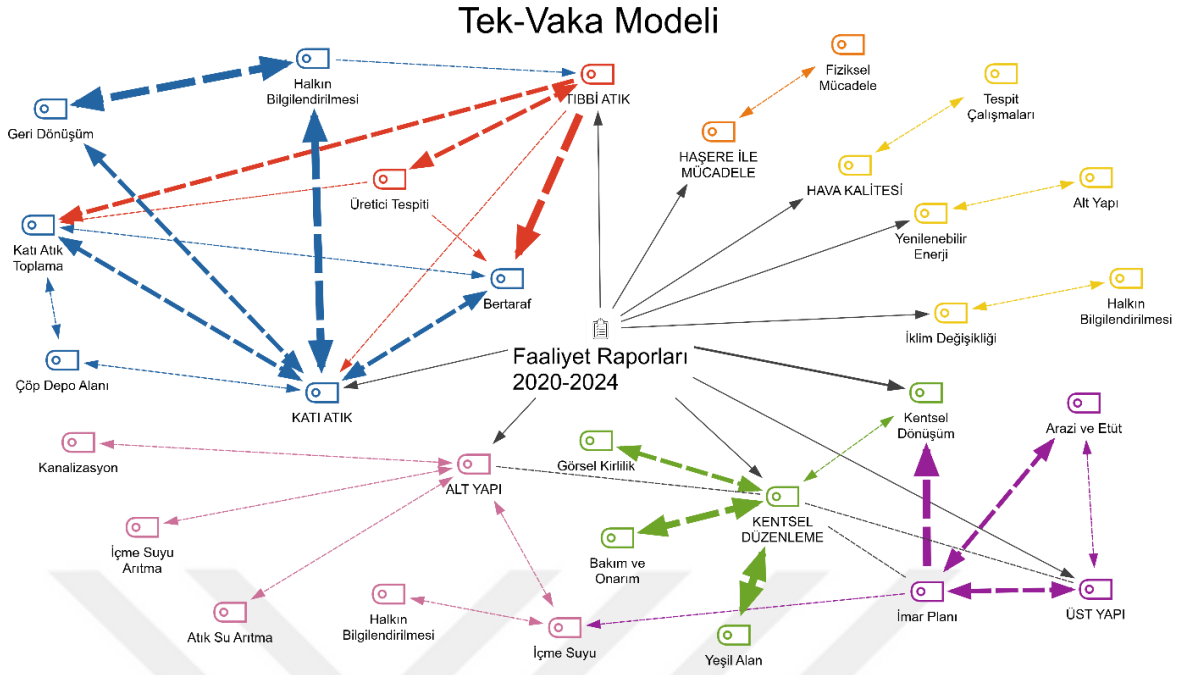 Tek-Vaka Modeli
Halkın
Bilgilendirilmesi
Geri Dönüşüm
TIBBİ ATIK
Fiziksel
Mücadele
Tespit
Çalışmaları
HAŞERE İLE
MÜCADELE
HAVA KALİTESİ
Üretici Tespiti
Alt Yapı
Katı Atık
Toplama
Yenilenebilir
Enerji
Bertaraf
Halkın
Bilgilendirilmesi
İklim Değişikliği
Faaliyet Raporları
2020-2024
Çöp Depo Alanı
KATI ATIK
Kentsel
Dönüşüm
Arazi ve Etüt
Kanalizasyon
ALT YAPI
Görsel Kirlilik
KENTSEL
DÜZENLEME
İçme Suyu
Arıtma
Bakım ve
Onarım
Atık Su Arıtma
Halkın
Bilgilendirilmesi
İçme Suyu
Yeşil Alan
İmar Planı
ÜST YAPI